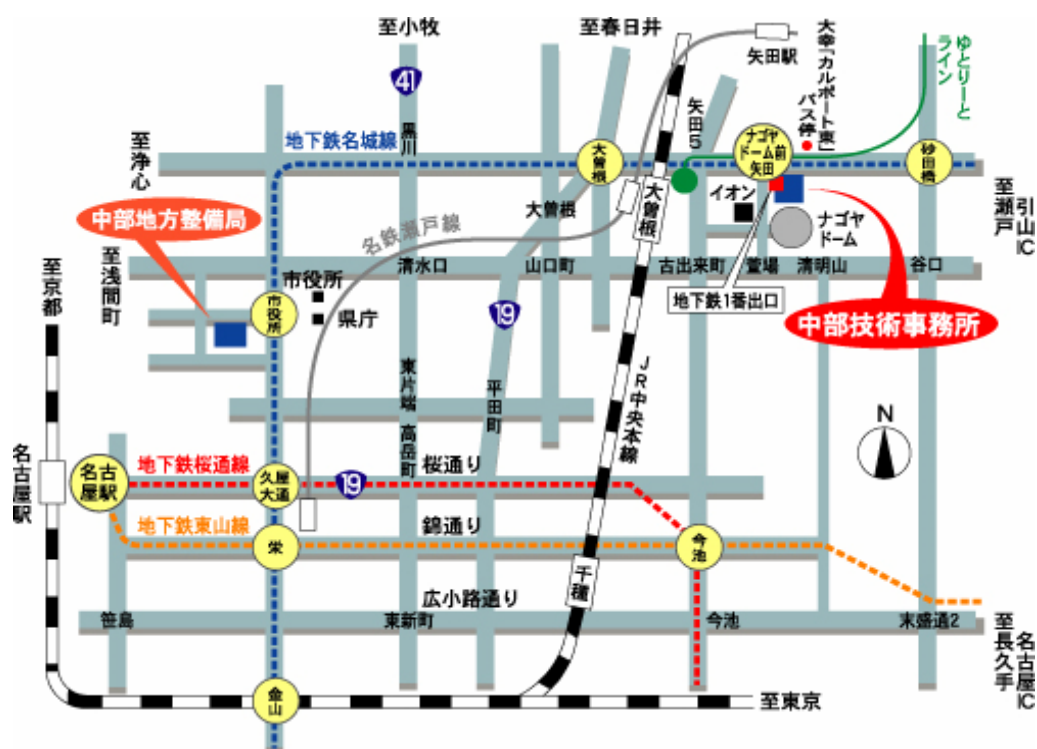 至小牧
至春日井
矢田駅
大幸「カルポート東」
バス停
ゆとりーと
ライン
41
黒川
矢田5
至浄心
地下鉄名城線
大曽根
ナゴヤ
ドーム前
矢田
砂田橋
至瀬戸
引山IC
中部地方整備局
名鉄瀬戸線
大曽根
大曽根
イオン
ナゴヤ
ドーム
至京都
至浅間町
市役所
清水口
山口町
古出来町
萱場
清明山
谷口
地下鉄1番出口
中部技術事務所
市役所
県庁
19
東片端
平田町
JR中央本線
高岳町
N
名古屋駅
名古
屋駅
地下鉄桜通線
久屋
大通
19
桜通り
地下鉄東山線
栄
錦通り
今池
千種
広小路通り
笹島
東新町
今池
末盛通2
至長久手
名古屋IC
金山
至東京